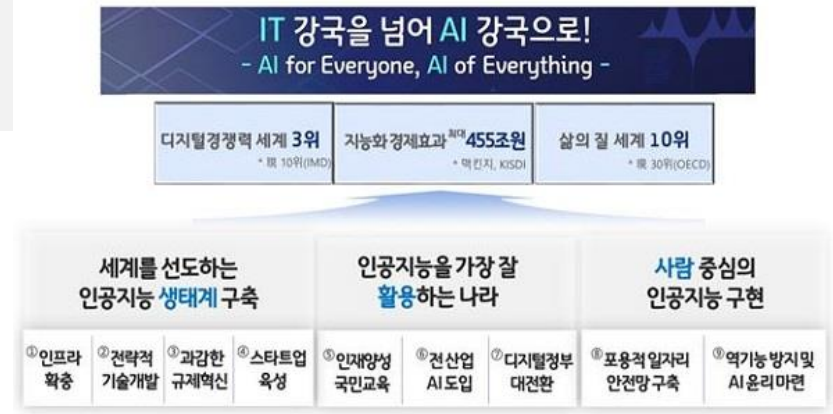 IT 강국을 넘어 AI 강국으로!
- AI for Everyone, AI of Everything -
디지털경쟁력 세계 3위
* 現 10위(IMD)
지능화 경제효과 최대 455조원
* 맥킨지, KISDI
삶의 질 세계 10위
* 現 30위(OECD)
세계를 선도하는
인공지능 생태계 구축
인공지능을 가장 잘
활용하는 나라
사람 중심의
인공지능 구현
①인프라
확충
②전략적
기술개발
③과감한
규제혁신
④스타트업
육성
⑤인재양성
국민교육
⑥전 산업
AI 도입
⑦디지털정부
대전환
⑧포용적 일자리
안전망 구축
⑨역기능 방지 및
AI 윤리 마련